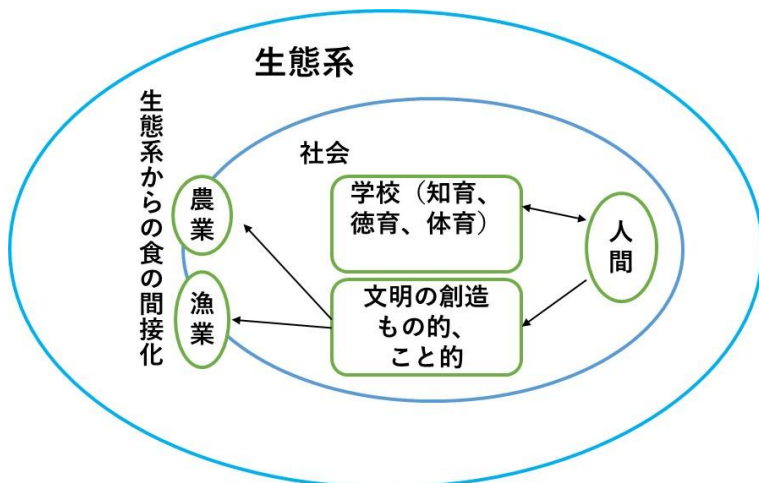 生態系
生態系からの食の間接化
社会
農業
漁業
学校（知育、
徳育、体育）
文明の創造
もの的、
こと的
人間